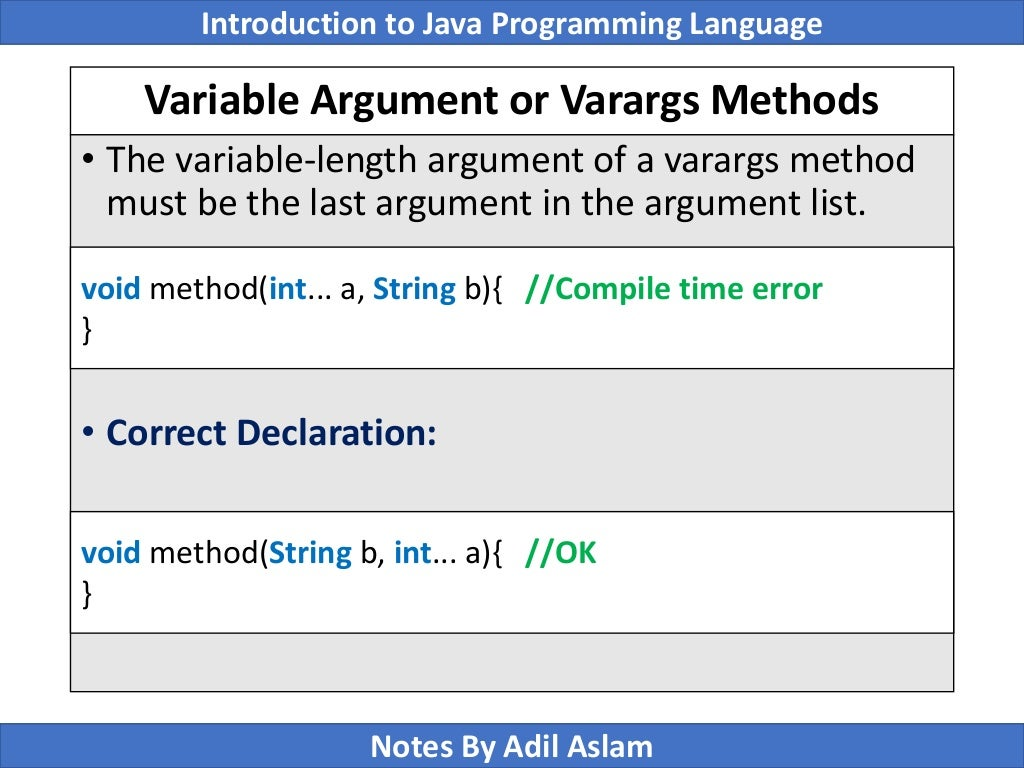 Introduction to Java Programming Language
Variable Argument or Varargs Methods
• The variable-length argument of a varargs method
must be the last argument in the argument list.
void method(int... a, String b){ //Compile time error
}
• Correct Declaration:
void method(String b, int... a){ //OK
}
Notes By Adil Aslam